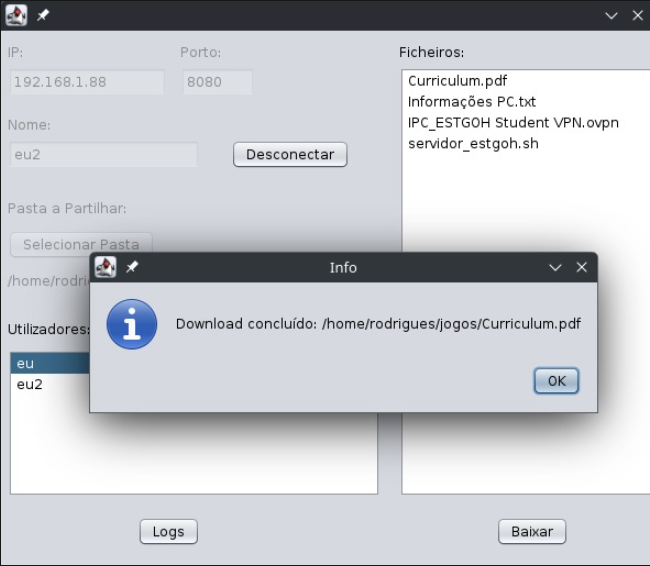 IP:
Porto:
192.168.1.88
8080
Nome:
eu2
Desconectar
Pasta a Partilhar:
Selecionar Pasta
/home/rodri
Utilizadores:
eu
eu2
Logs
Ficheiros:
Curriculum.pdf
Informações PC.txt
IPC_ESTGOH Student VPN.ovpn
servidor_estgoh.sh
Baixar
Info
Download concluído: /home/rodrigues/jogos/Curriculum.pdf
OK